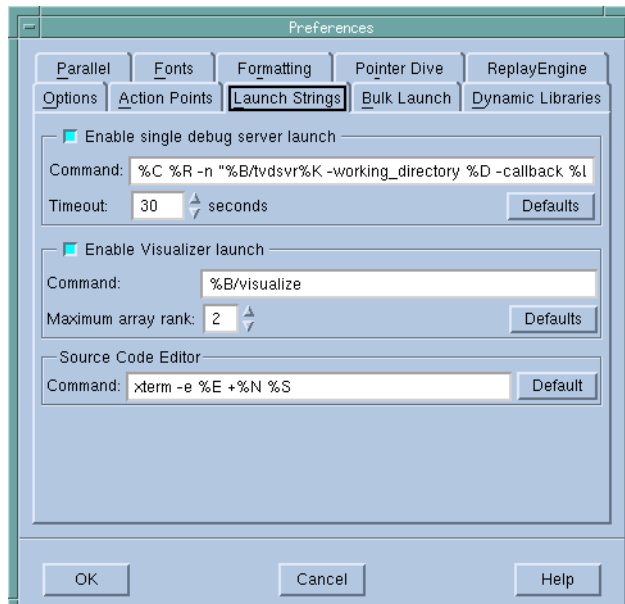 Preferences
Parallel Fonts Formatting Pointer Dive ReplayEngine
Options Action Points Launch Strings Bulk Launch Dynamic Libraries
Enable single debug server launch
Command: %C %R -n "%B/tvdsvr%K -working_directory %D -callback %L
Timeout: 30 seconds Defaults
Enable Visualizer launch
Command: %B/visualize
Maximum array rank: 2 Defaults
Source Code Editor
Command: xterm -e %E +%N %S Default
OK Cancel Help